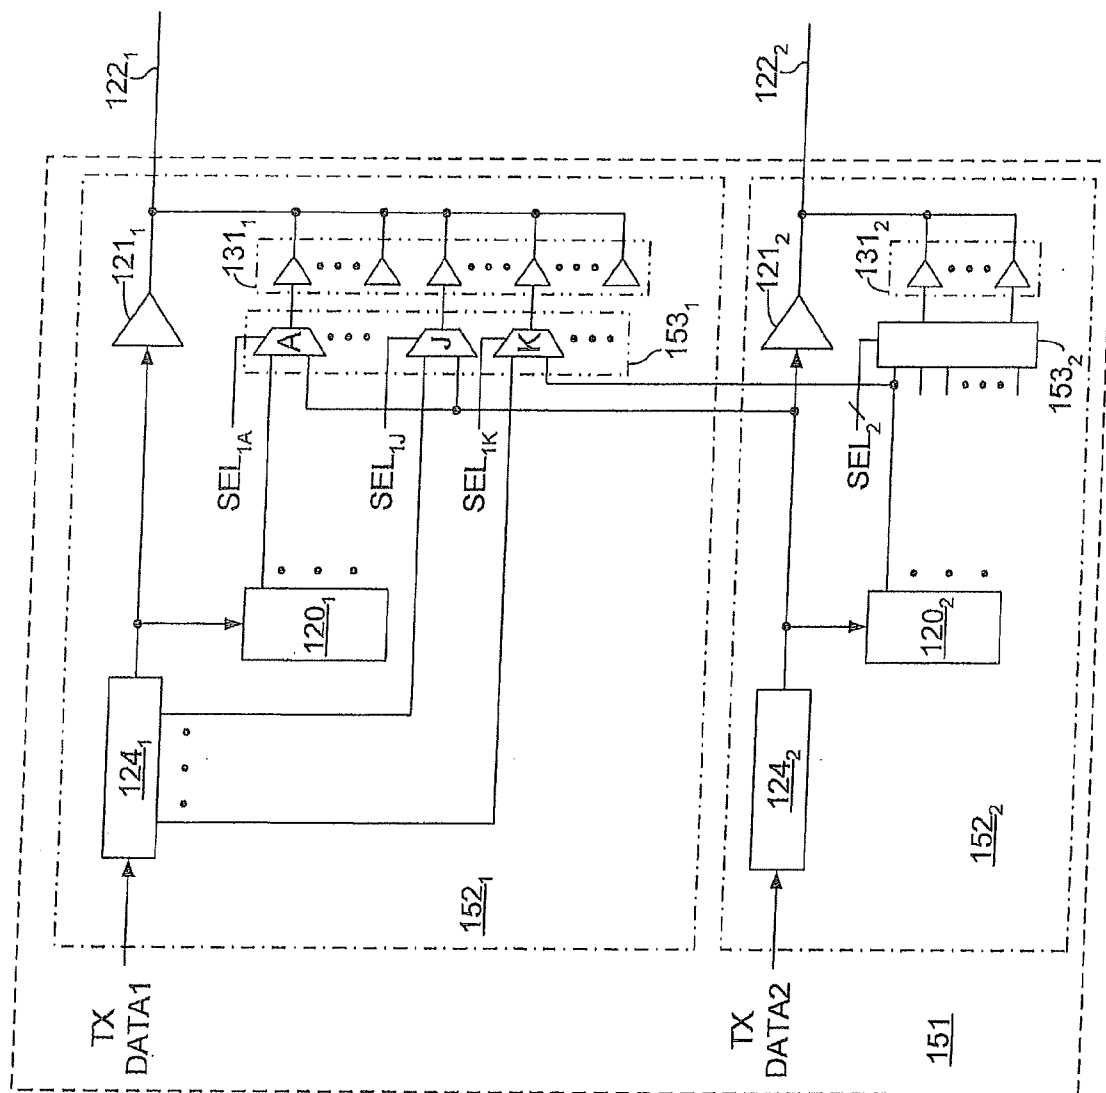 122₁
121₁
131₁
A
J
K
153₁
SEL₁A
SEL₁J
SEL₁K
120₁
124₁
152₁
TX
DATA1
122₂
121₂
131₂
153₂
SEL₂
120₂
124₂
152₂
TX
DATA2
151